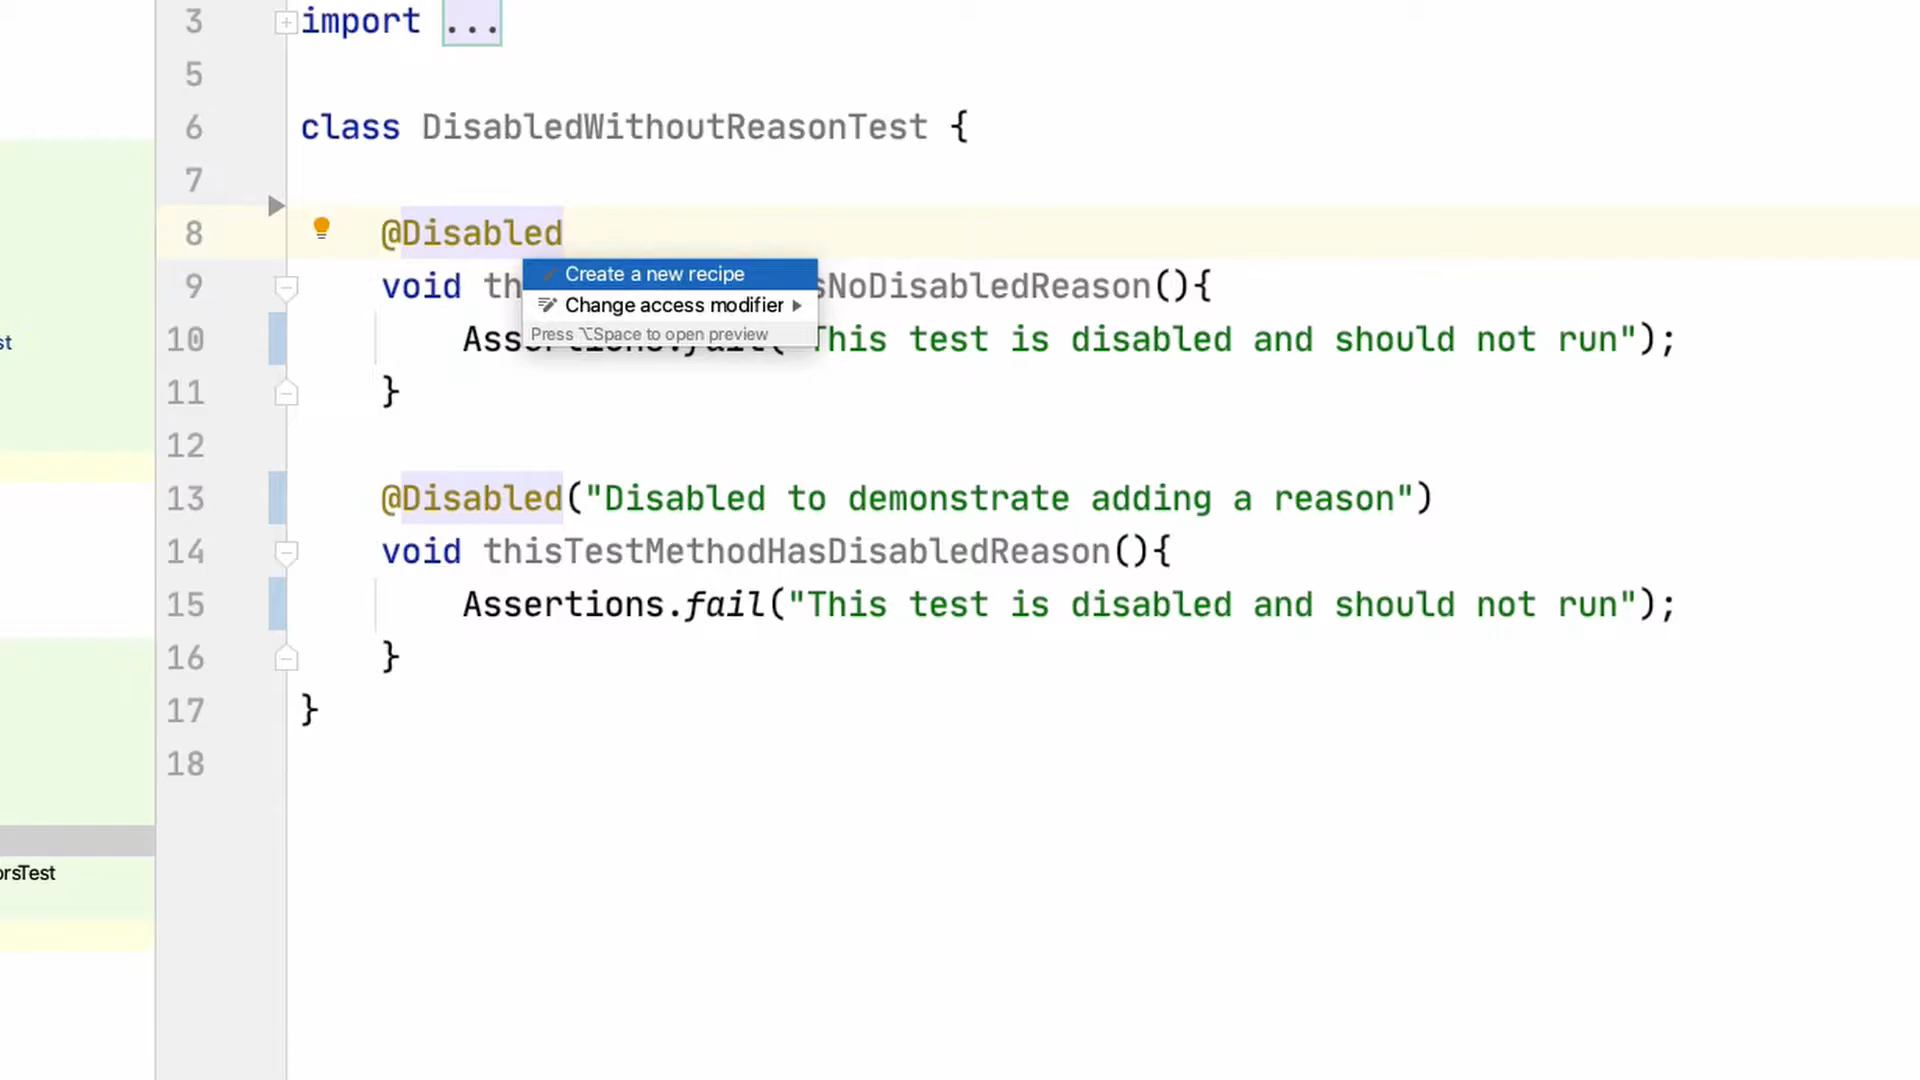 3 import ...
5
6 class DisabledWithoutReasonTest {
7
8 @Disabled
Create a new recipe
9 void th sNoDisabledReason(){
Change access modifier
Press ⌥Space to open preview
st
10 Assertions.fail("This test is disabled and should not run");
11 }
12
13 @Disabled("Disabled to demonstrate adding a reason")
14 void thisTestMethodHasDisabledReason(){
15 Assertions.fail("This test is disabled and should not run");
16 }
17 }
18
orsTest